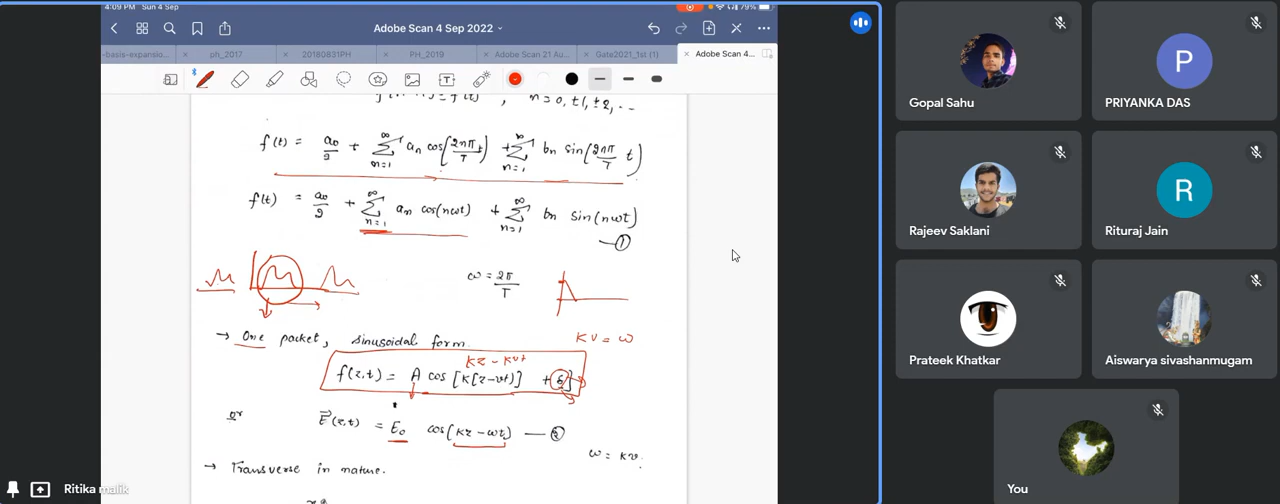 4:09 PM Sun 4 Sep
79%
Adobe Scan 4 Sep 2022
-basis-expansio...
ph_2017
20180831PH
PH_2019
Adobe Scan 21 Au...
Gate2021_1st (1)
Adobe Scan 4...
n = 0, ±1, ±2, ...
f(t) = a₀/2 + ∑_{n=1}^{∞} aₙ cos(2nπ/T t) + ∑_{n=1}^{∞} bₙ sin(2nπ/T t)
f(t) = a₀/2 + ∑_{n=1}^{∞} aₙ cos(nωt) + ∑_{n=1}^{∞} bₙ sin(nωt)
—①
ω = 2π/T
→ One packet, sinusoidal form.
KV = ω
KZ - KVt
f(z,t) = A cos [K[z-vt)] + δ]
or
E⃗(z,t) = E₀ cos(KZ - ωt) —②
ω = KV.
→ Transverse in nature.
Ritika malik
Gopal Sahu
P
PRIYANKA DAS
Rajeev Saklani
R
Rituraj Jain
Prateek Khatkar
Aiswarya sivashanmugam
You